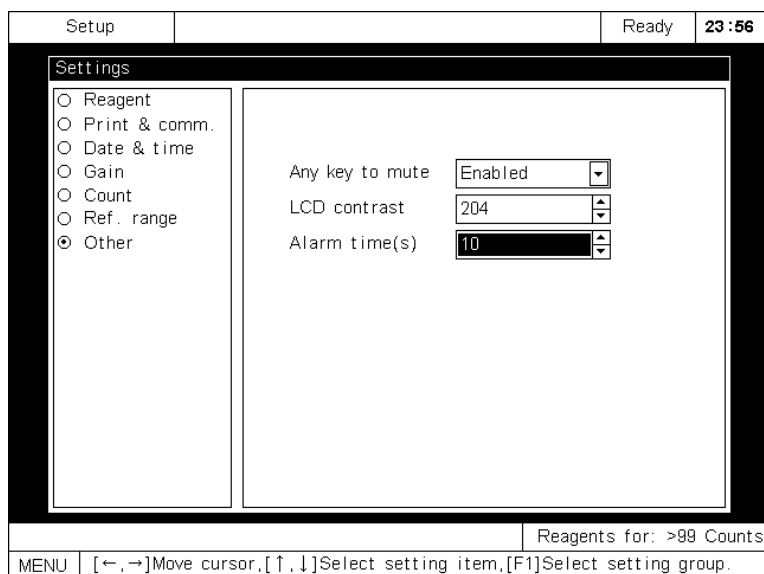 Setup Ready 23:56
Settings
Reagent
Print & comm.
Date & time
Gain
Count
Ref. range
Other
Any key to mute Enabled
LCD contrast 204
Alarm time(s) 10
Reagents for: >99 Counts
MENU [←,→]Move cursor,[↑,↓]Select setting item,[F1]Select setting group.